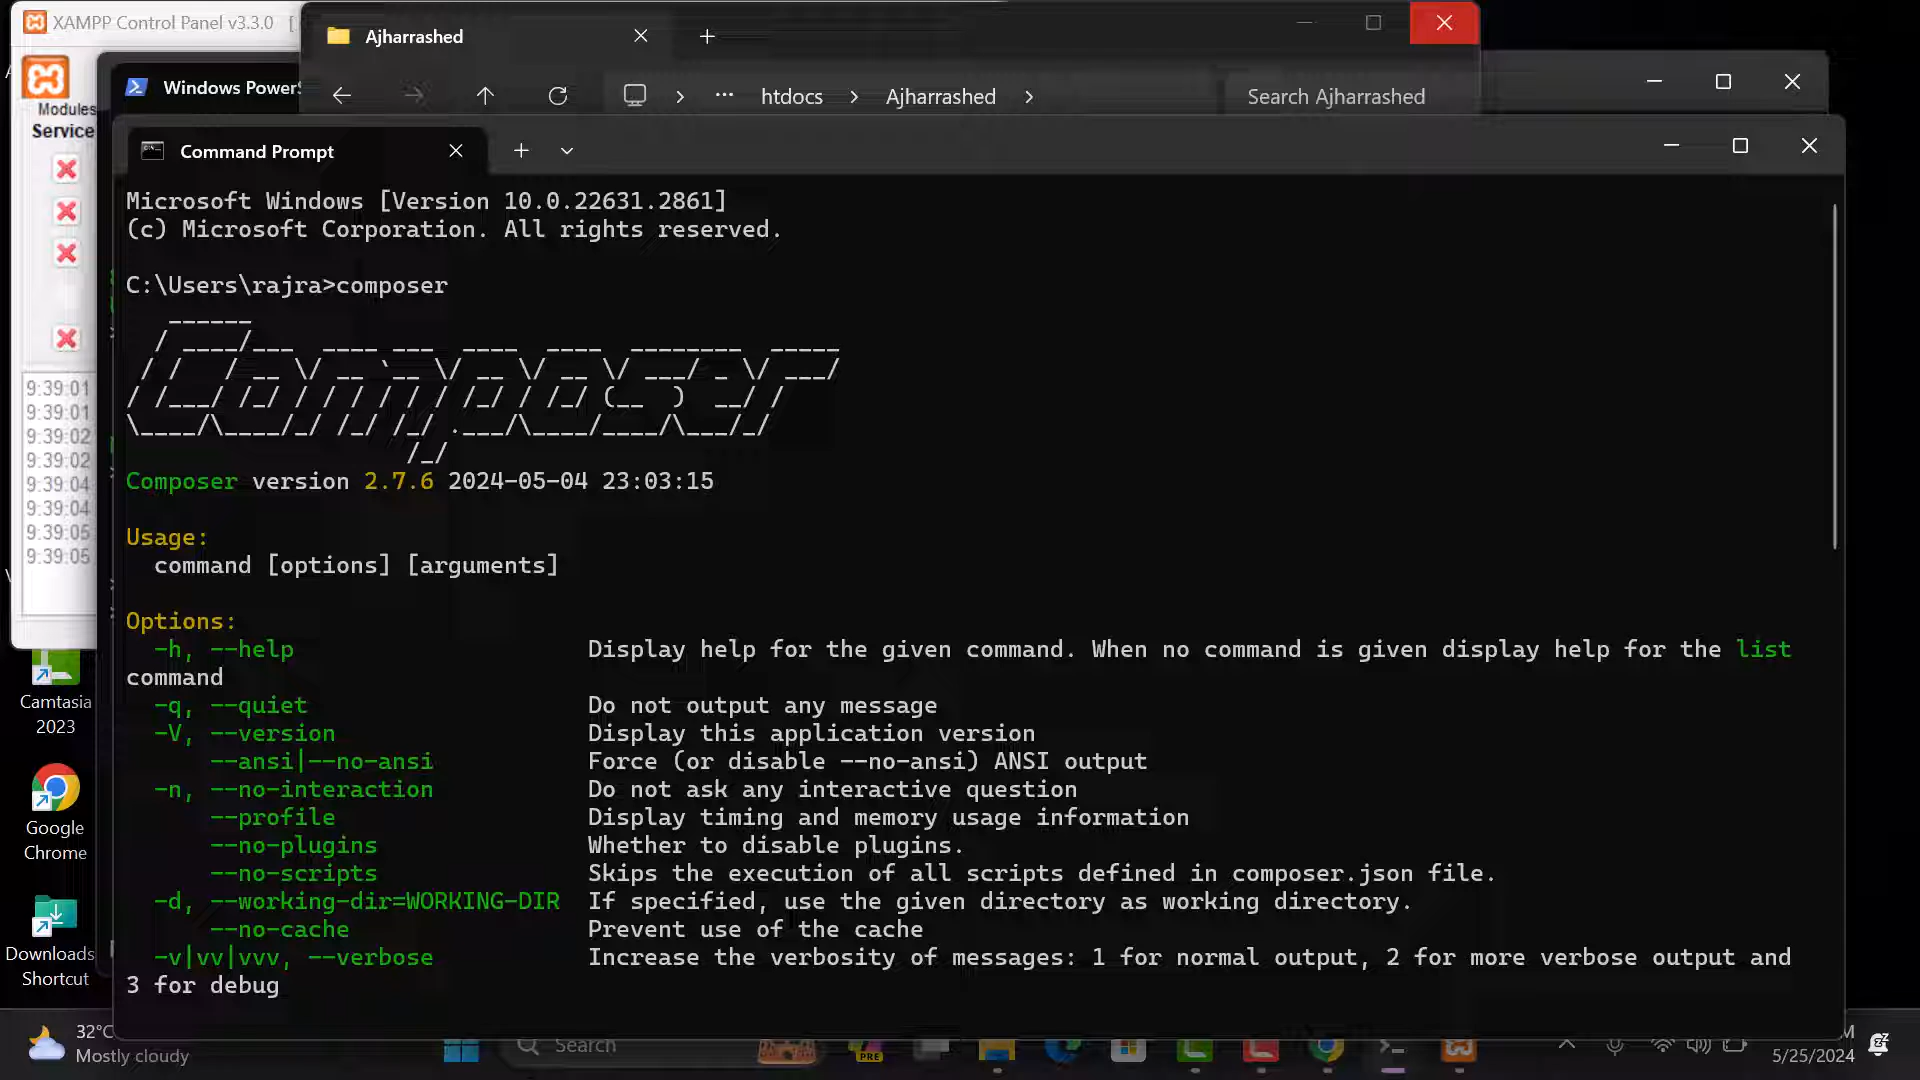 XAMPP Control Panel v3.3.0
Ajharrashed
Modules
Service
Windows PowerS
htdocs > Ajharrashed >
Search Ajharrashed
Command Prompt
Microsoft Windows [Version 10.0.22631.2861]
(c) Microsoft Corporation. All rights reserved.
C:\Users\rajra>composer
Composer
Composer version 2.7.6 2024-05-04 23:03:15
Usage:
command [options] [arguments]
Options:
-h, --help Display help for the given command. When no command is given display help for the list
command
-q, --quiet Do not output any message
-V, --version Display this application version
--ansi|--no-ansi Force (or disable --no-ansi) ANSI output
-n, --no-interaction Do not ask any interactive question
--profile Display timing and memory usage information
--no-plugins Whether to disable plugins.
--no-scripts Skips the execution of all scripts defined in composer.json file.
-d, --working-dir=WORKING-DIR If specified, use the given directory as working directory.
--no-cache Prevent use of the cache
-v|vv|vvv, --verbose Increase the verbosity of messages: 1 for normal output, 2 for more verbose output and
3 for debug
9:39:01
9:39:01
9:39:02
9:39:02
9:39:04
9:39:04
9:39:05
9:39:05
Camtasia
2023
Google
Chrome
Downloads
Shortcut
32°C
Mostly cloudy
Search
PRE
M
5/25/2024